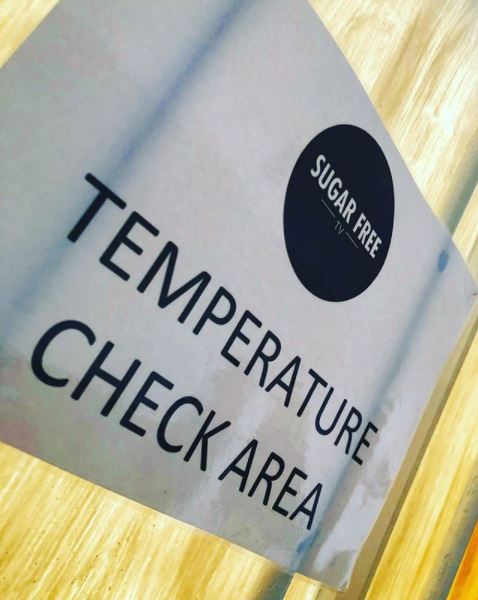 SUGAR FREE
TV
TEMPERATURE
CHECK AREA